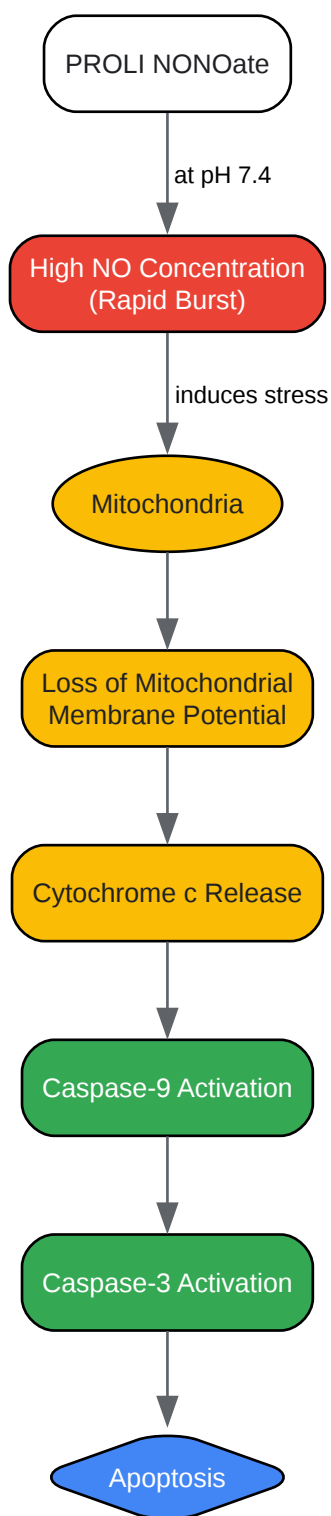 PROLI NONOate
at pH 7.4
High NO Concentration
(Rapid Burst)
induces stress
Mitochondria
Loss of Mitochondrial
Membrane Potential
Cytochrome c Release
Caspase-9 Activation
Caspase-3 Activation
Apoptosis